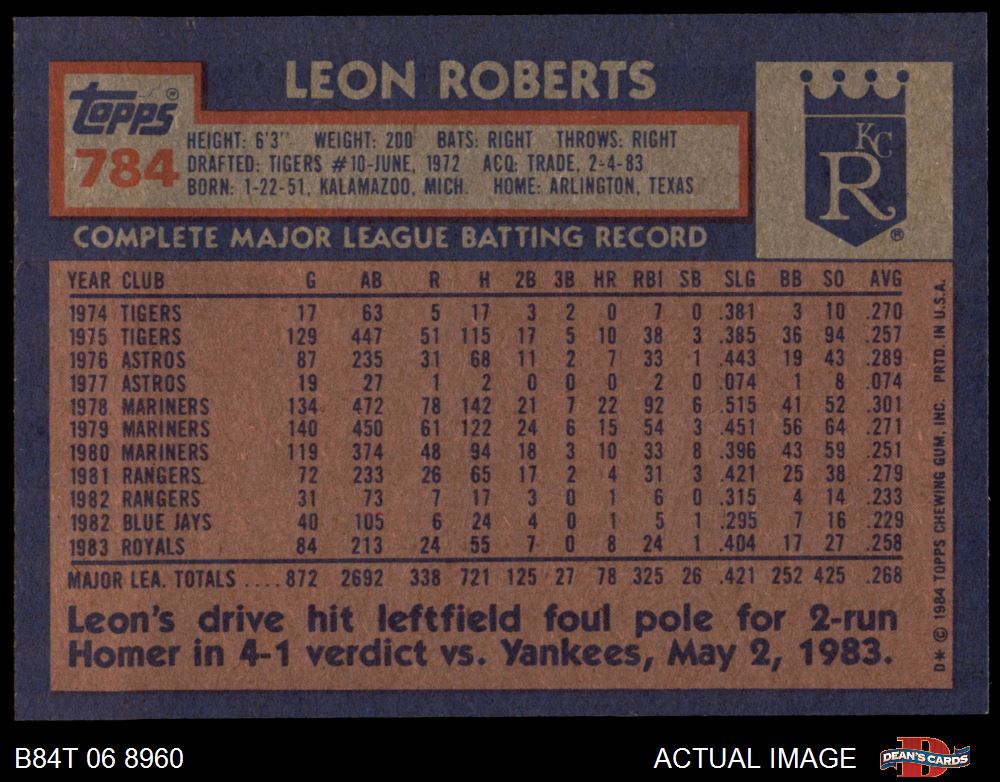 LEON ROBERTS
TOPPS®
784
HEIGHT: 6'3" WEIGHT: 200 BATS: RIGHT THROWS: RIGHT
DRAFTED: TIGERS #10-JUNE, 1972 ACQ: TRADE, 2-4-83
BORN: 1-22-51, KALAMAZOO, MICH. HOME: ARLINGTON, TEXAS
KC
R
®
COMPLETE MAJOR LEAGUE BATTING RECORD
YEAR CLUB G AB R H 2B 3B HR RBI SB SLG BB SO AVG
1974 TIGERS 17 63 5 17 3 2 0 7 0 .381 3 10 .270
1975 TIGERS 129 447 51 115 17 5 10 38 3 .385 36 94 .257
1976 ASTROS 87 235 31 68 11 2 7 33 1 .443 19 43 .289
1977 ASTROS 19 27 1 2 0 0 0 2 0 .074 1 8 .074
1978 MARINERS 134 472 78 142 21 7 22 92 6 .515 41 52 .301
1979 MARINERS 140 450 61 122 24 6 15 54 3 .451 56 64 .271
1980 MARINERS 119 374 48 94 18 3 10 33 8 .396 43 59 .251
1981 RANGERS 72 233 26 65 17 2 4 31 3 .421 25 38 .279
1982 RANGERS 31 73 7 17 3 0 1 6 0 .315 4 14 .233
1982 BLUE JAYS 40 105 6 24 4 0 1 5 1 .295 7 16 .229
1983 ROYALS 84 213 24 55 7 0 8 24 1 .404 17 27 .258
MAJOR LEA. TOTALS ....872 2692 338 721 125 27 78 325 26 .421 252 425 .268
Leon's drive hit leftfield foul pole for 2-run
Homer in 4-1 verdict vs. Yankees, May 2, 1983.
D* © 1984 TOPPS CHEWING GUM, INC. PRTD. IN U.S.A.
B84T 06 8960
ACTUAL IMAGE
D
DEAN'S CARDS